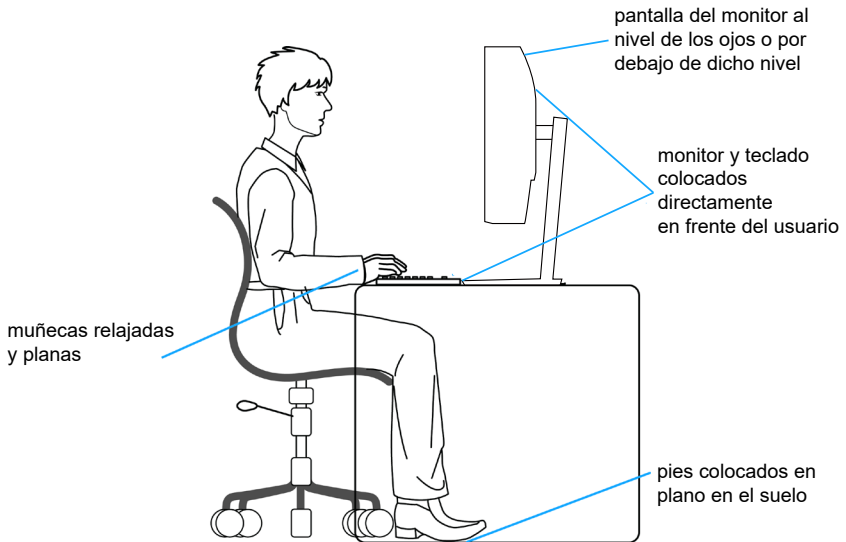 pantalla del monitor al
nivel de los ojos o por
debajo de dicho nivel
monitor y teclado
colocados
directamente
en frente del usuario
muñecas relajadas
y planas
pies colocados en
plano en el suelo